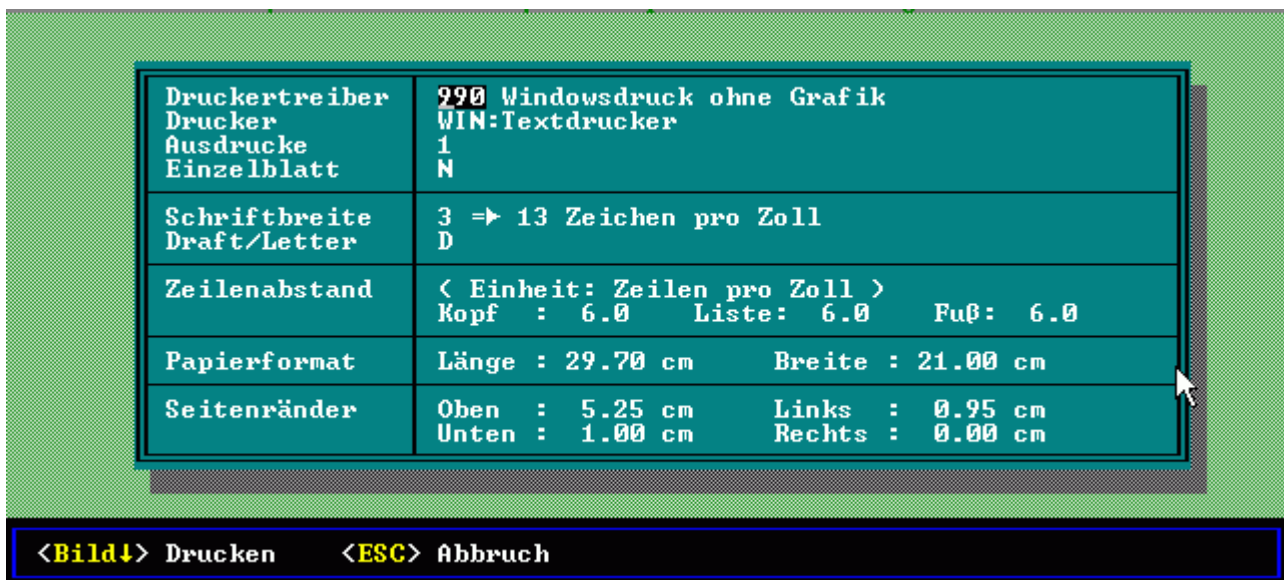 Druckertreiber 990 Windowsdruck ohne Grafik
Drucker WIN:Textdrucker
Ausdrucke 1
Einzelblatt N
Schriftbreite 3 => 13 Zeichen pro Zoll
Draft/Letter D
Zeilenabstand ( Einheit: Zeilen pro Zoll )
Kopf : 6.0 Liste: 6.0 Fuß: 6.0
Papierformat Länge : 29.70 cm Breite : 21.00 cm
Seitenränder Oben : 5.25 cm Links : 0.95 cm
Unten : 1.00 cm Rechts : 0.00 cm
<Bild↓> Drucken <ESC> Abbruch